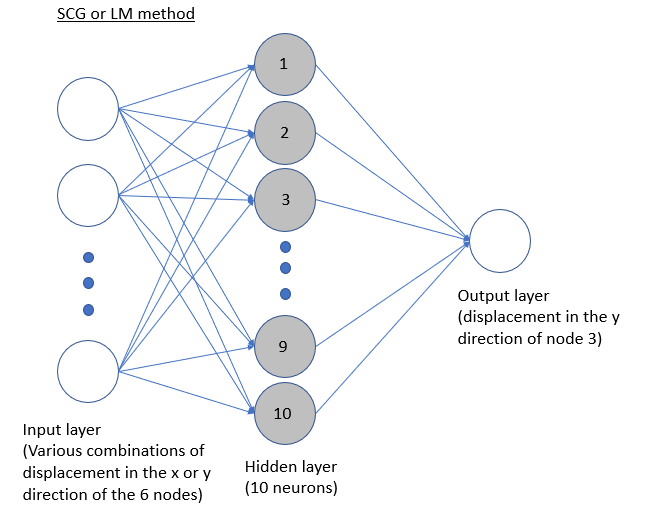 SCG or LM method
1
2
3
9
10
Output layer
(displacement in the y
direction of node 3)
Input layer
(Various combinations of
displacement in the x or y
direction of the 6 nodes)
Hidden layer
(10 neurons)